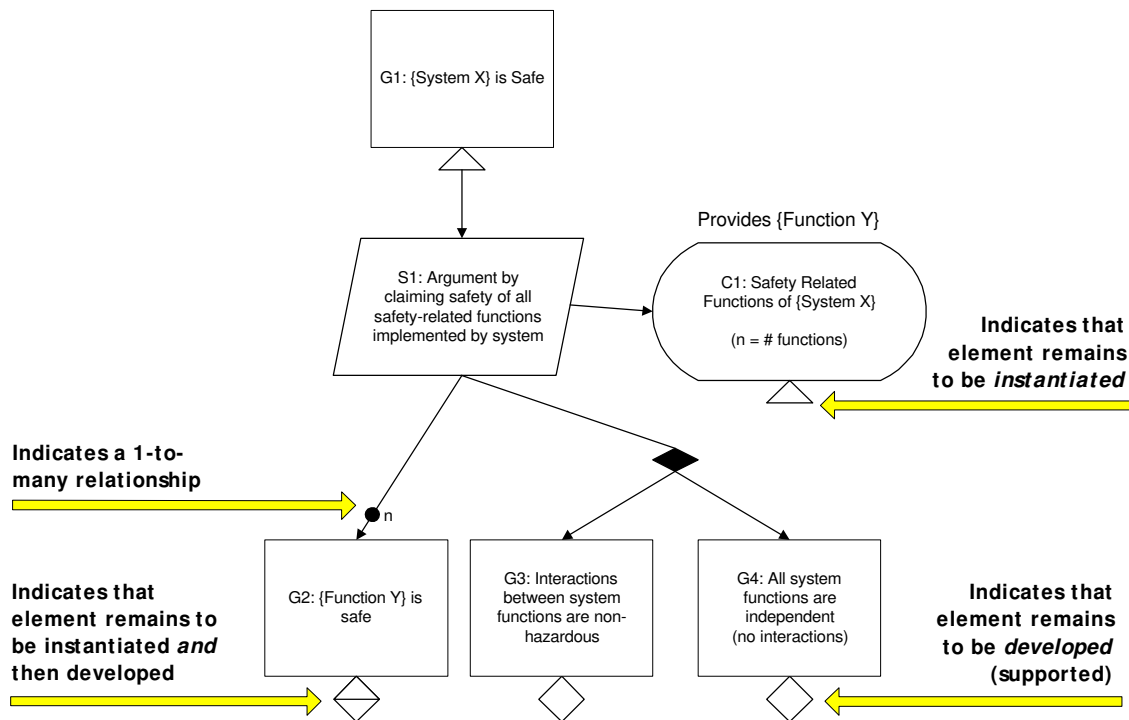 G1: {System X} is Safe
Provides {Function Y}
S1: Argument by
claiming safety of all
safety-related functions
implemented by system
C1: Safety Related
Functions of {System X}
(n = # functions)
Indicates that
element remains
to be instantiated
Indicates a 1-to-
many relationship
n
Indicates that
element remains to
be instantiated and
then developed
G2: {Function Y} is
safe
G3: Interactions
between system
functions are non-
hazardous
G4: All system
functions are
independent
(no interactions)
Indicates that
element remains
to be developed
(supported)